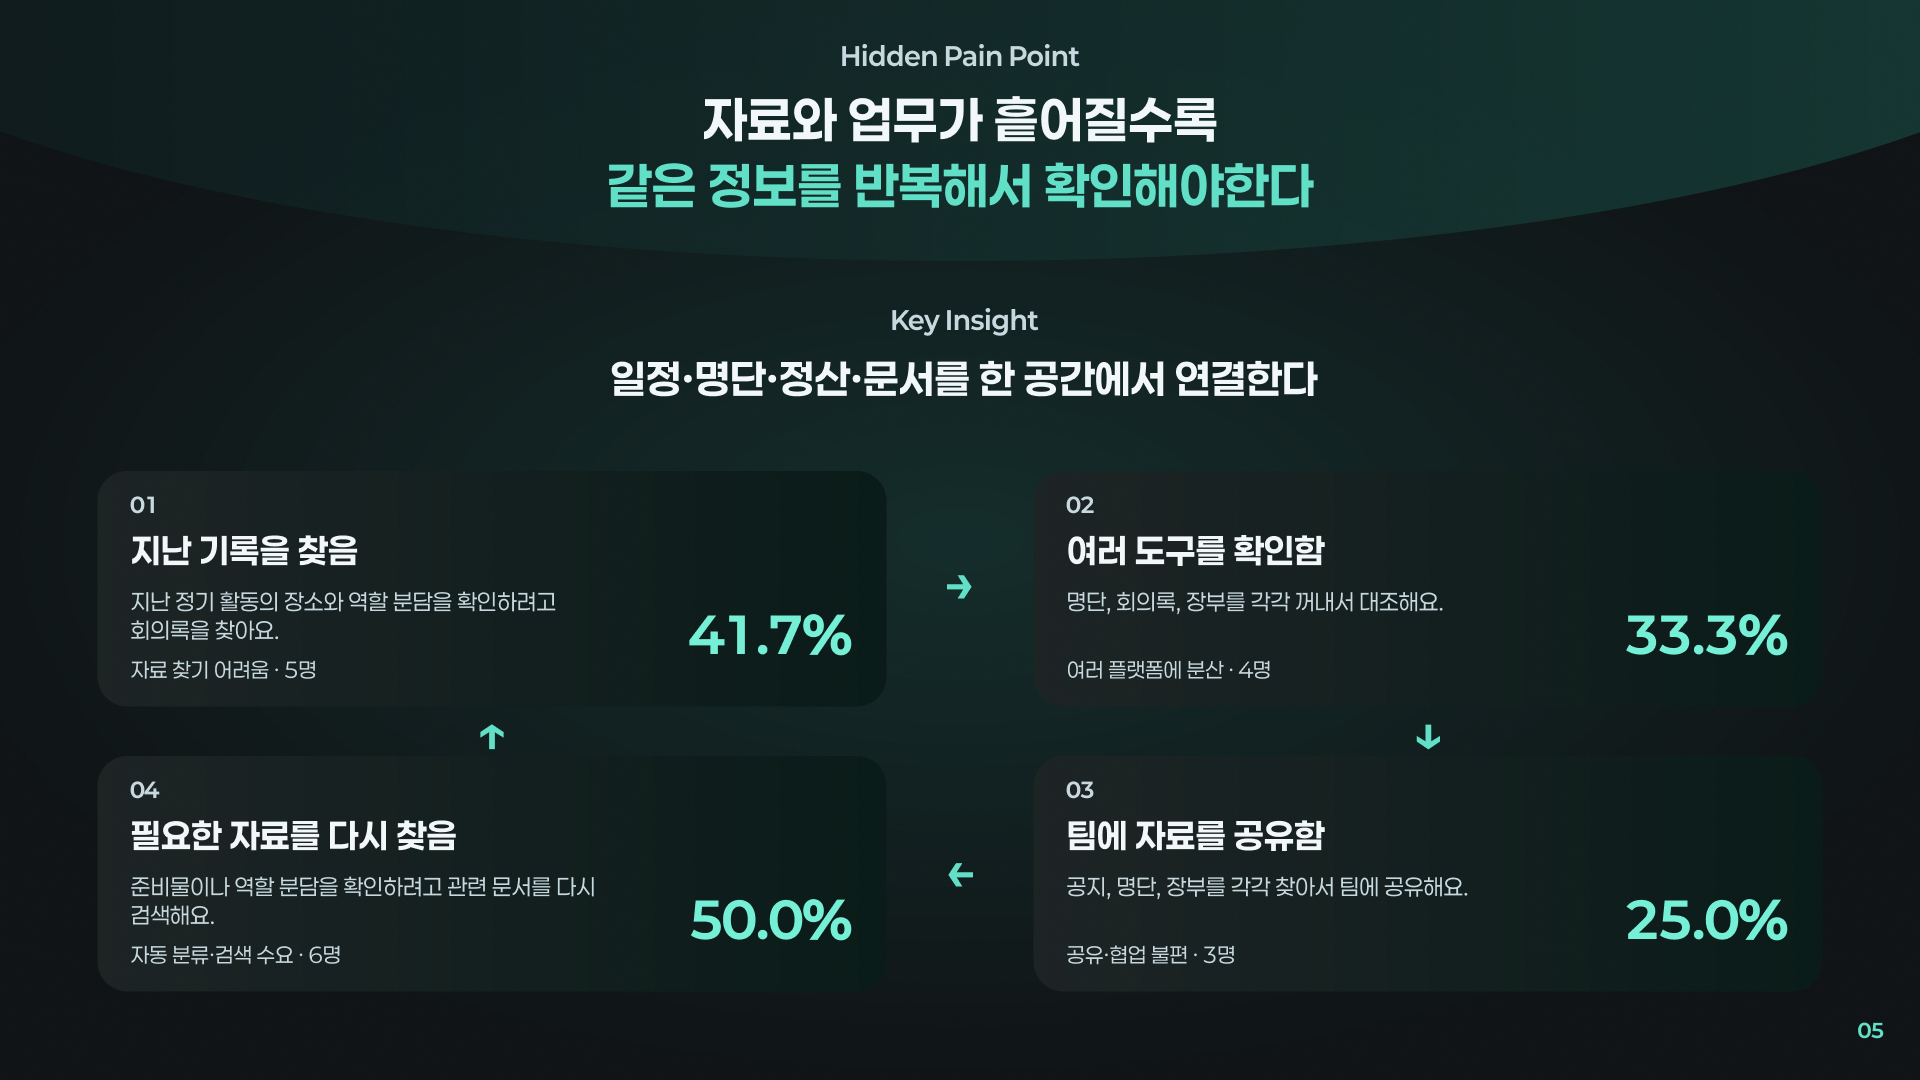 Hidden Pain Point
자료와 업무가 흩어질수록
같은 정보를 반복해서 확인해야한다
Key Insight
일정·명단·정산·문서를 한 공간에서 연결한다
01
지난 기록을 찾음
지난 정기 활동의 장소와 역할 분담을 확인하려고
회의록을 찾아요.
자료 찾기 어려움 · 5명
41.7%
→
02
여러 도구를 확인함
명단, 회의록, 장부를 각각 꺼내서 대조해요.
여러 플랫폼에 분산 · 4명
33.3%
↑
↓
04
필요한 자료를 다시 찾음
준비물이나 역할 분담을 확인하려고 관련 문서를 다시
검색해요.
자동 분류·검색 수요 · 6명
50.0%
←
03
팀에 자료를 공유함
공지, 명단, 장부를 각각 찾아서 팀에 공유해요.
공유·협업 불편 · 3명
25.0%
05